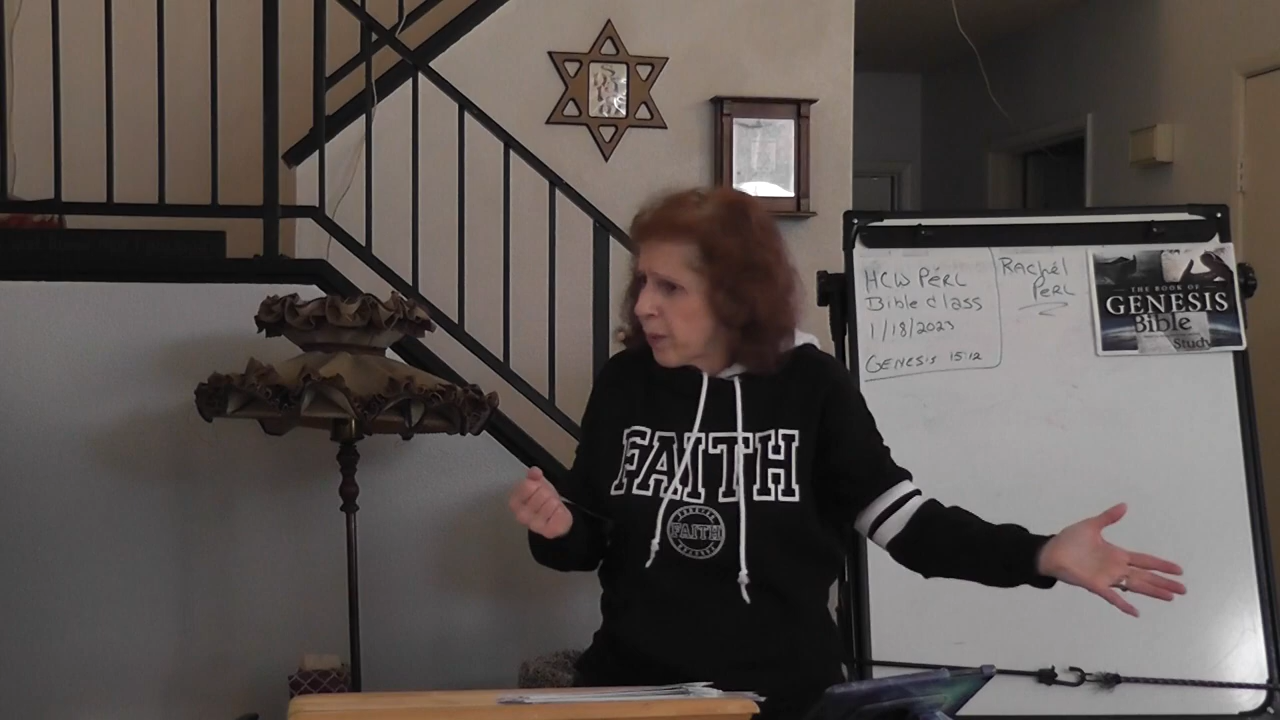 HCW Perl
Bible class
1/18/2023
Genesis 15:12
Rachel
Perl
THE BOOK OF
GENESIS
Bible
Study
FAITH
FAITH